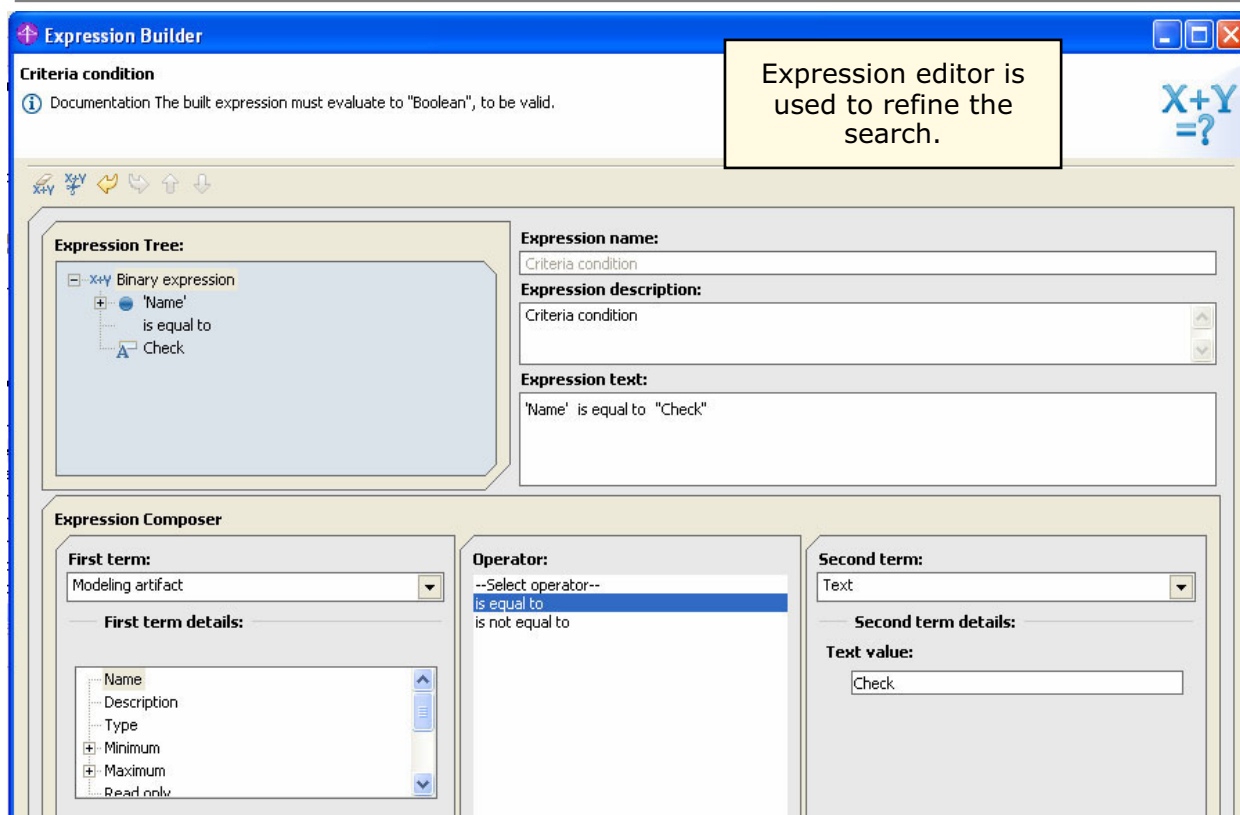 Expression Builder
Expression editor is
used to refine the
search.
Criteria condition
Documentation The built expression must evaluate to "Boolean", to be valid.
X+Y
=?
X+Y
X+Y
Expression Tree:
X+Y Binary expression
'Name'
is equal to
A Check
Expression name:
Criteria condition
Expression description:
Criteria condition
Expression text:
'Name' is equal to "Check"
Expression Composer
First term:
Modeling artifact
First term details:
Name
Description
Type
Minimum
Maximum
Read only
Operator:
--Select operator--
is equal to
is not equal to
Second term:
Text
Second term details:
Text value:
Check